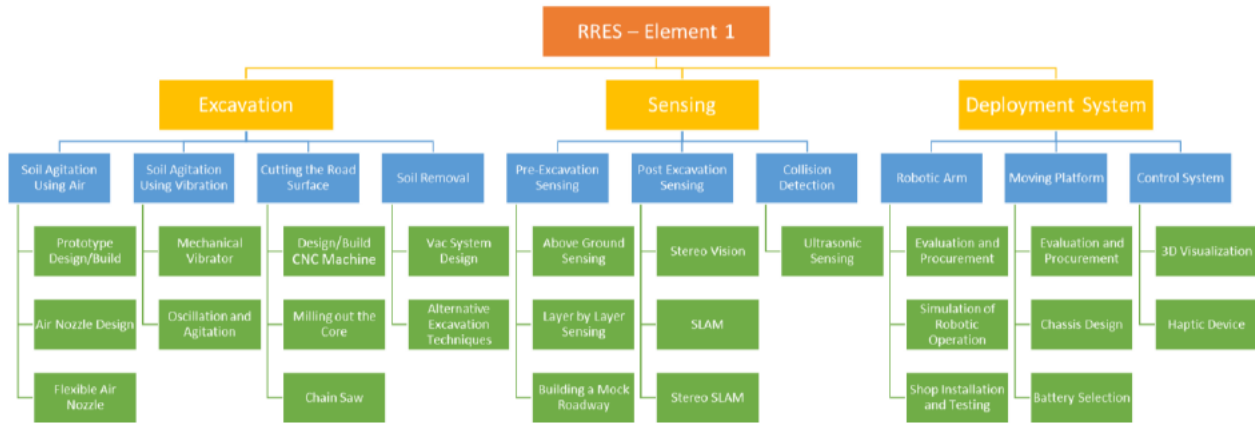 RRES – Element 1
Excavation
Sensing
Deployment System
Soil Agitation
Using Air
Soil Agitation
Using Vibration
Cutting the Road
Surface
Soil Removal
Pre-Excavation
Sensing
Post Excavation
Sensing
Collision
Detection
Robotic Arm
Moving Platform
Control System
Prototype
Design/Build
Mechanical
Vibrator
Design/Build
CNC Machine
Vac System
Design
Above Ground
Sensing
Stereo Vision
Ultrasonic
Sensing
Evaluation and
Procurement
Evaluation and
Procurement
3D Visualization
Air Nozzle Design
Oscillation and
Agitation
Milling out the
Core
Alternative
Excavation
Techniques
Layer by Layer
Sensing
SLAM
Simulation of
Robotic
Operation
Chassis Design
Haptic Device
Flexible Air
Nozzle
Chain Saw
Building a Mock
Roadway
Stereo SLAM
Shop Installation
and Testing
Battery Selection